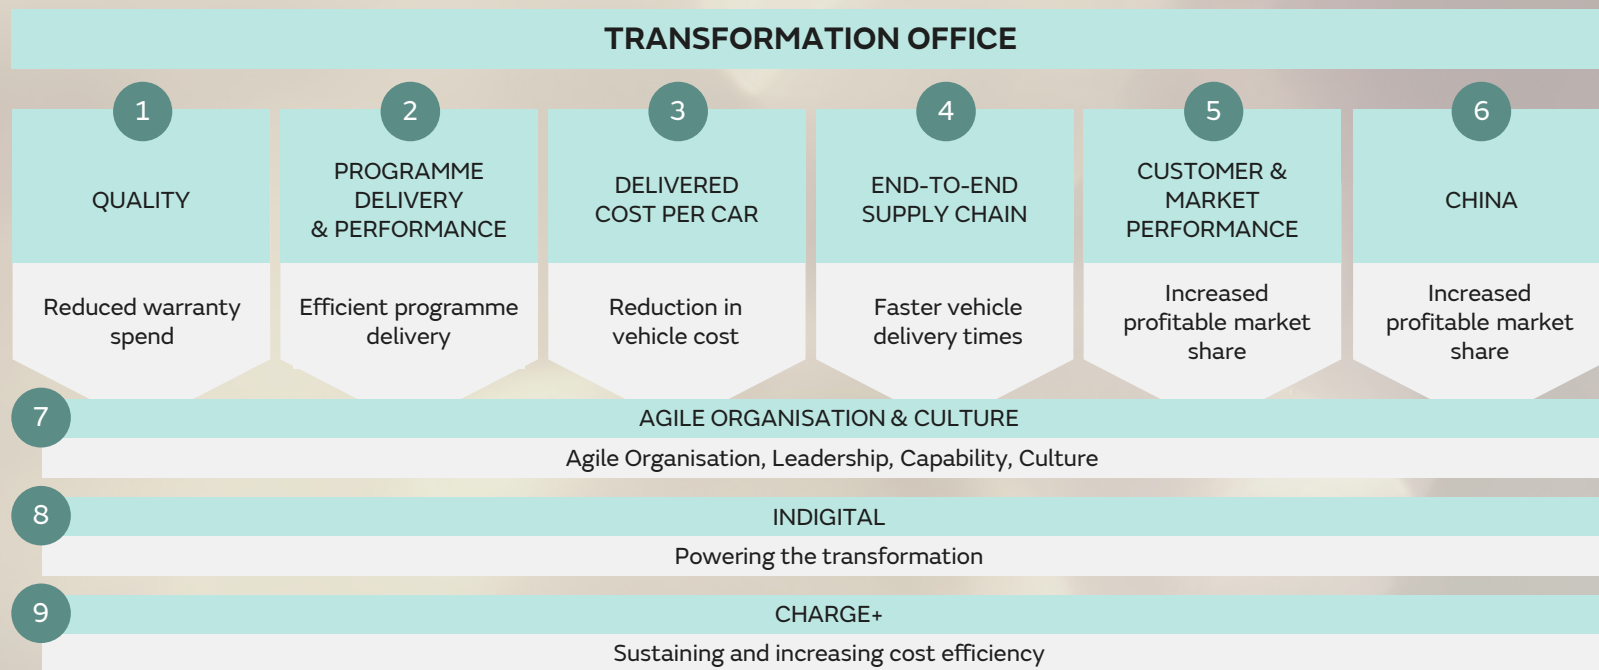 TRANSFORMATION OFFICE
1
QUALITY
Reduced warranty
spend
2
PROGRAMME
DELIVERY
& PERFORMANCE
Efficient programme
delivery
3
DELIVERED
COST PER CAR
Reduction in
vehicle cost
4
END-TO-END
SUPPLY CHAIN
Faster vehicle
delivery times
5
CUSTOMER &
MARKET
PERFORMANCE
Increased
profitable market
share
6
CHINA
Increased
profitable market
share
7
AGILE ORGANISATION & CULTURE
Agile Organisation, Leadership, Capability, Culture
8
INDIGITAL
Powering the transformation
9
CHARGE+
Sustaining and increasing cost efficiency